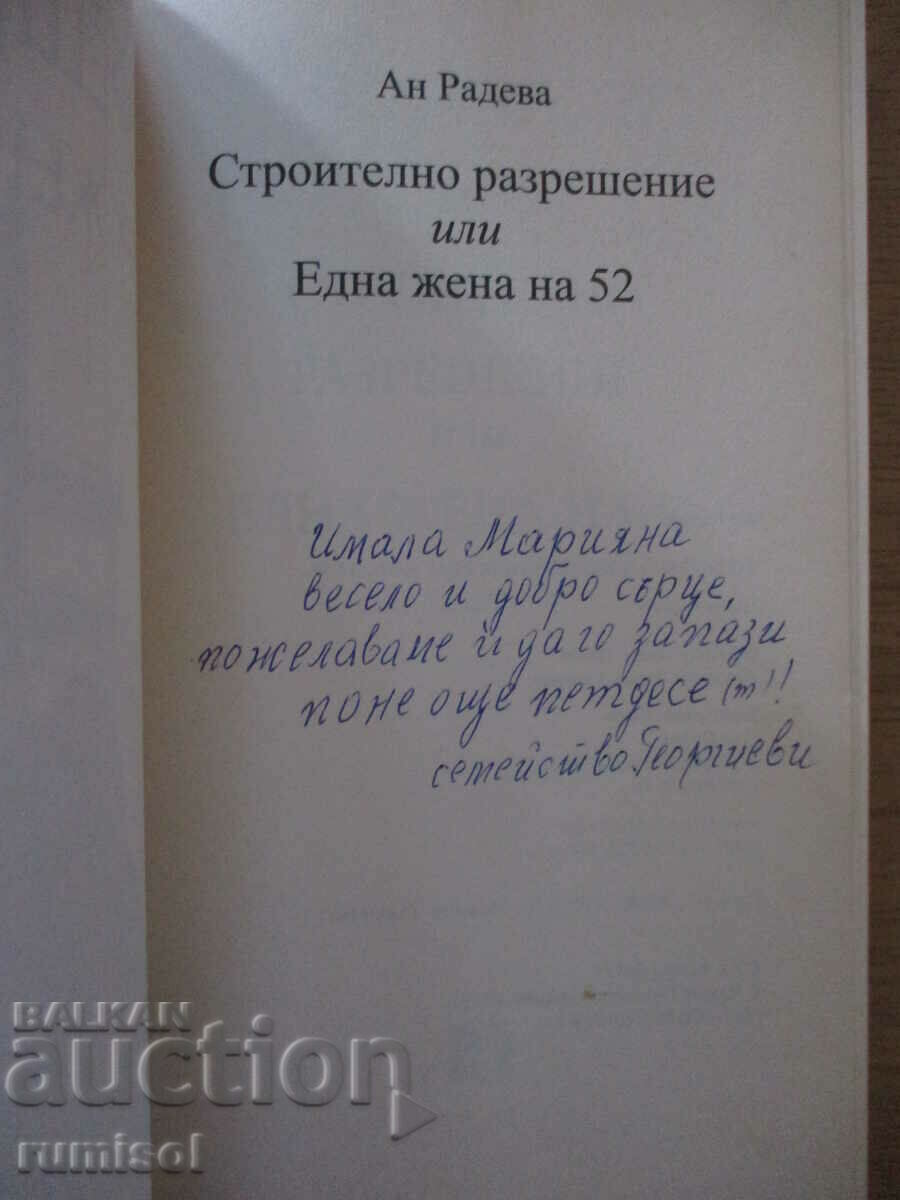 Ан Радева
Строително разрешение
или
Една жена на 52
Имала Марияна
весело и добро сърце,
пожелаваме ѝ да го запази
поне още петдесе (т)!
семейство Георгиеви
BALKAN
auction
rumisol